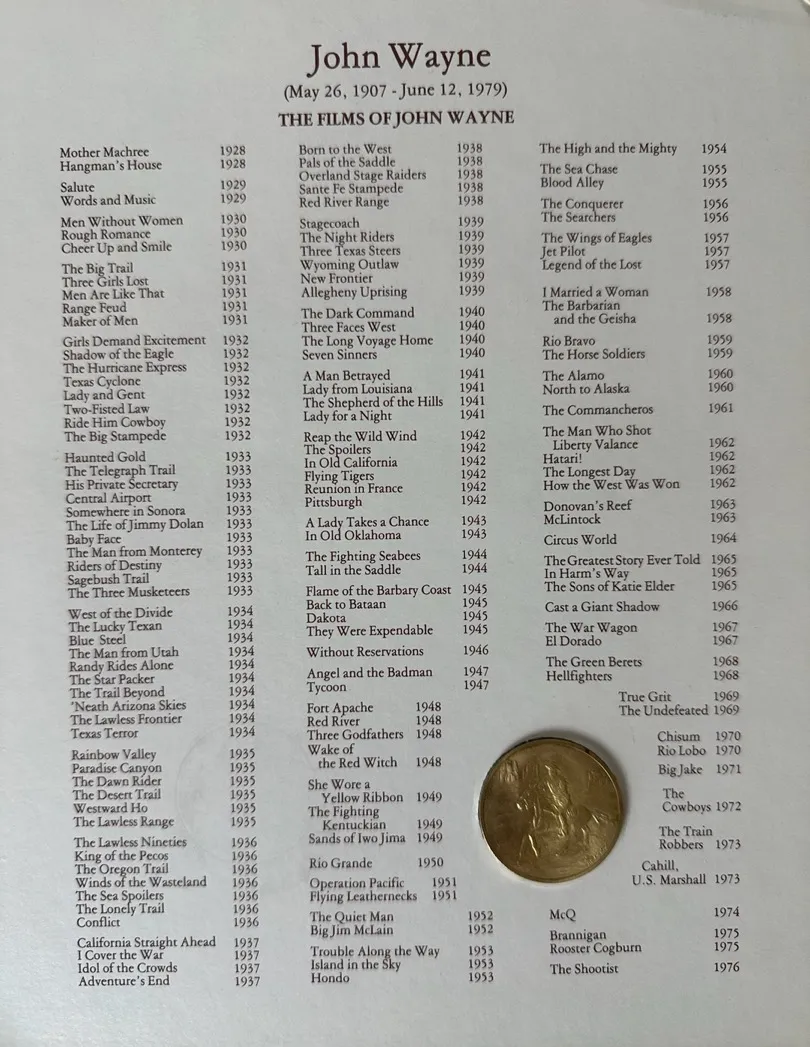 John Wayne
(May 26, 1907 - June 12, 1979)
THE FILMS OF JOHN WAYNE
Mother Machree 1928
Hangman's House 1928
Salute 1929
Words and Music 1929
Men Without Women 1930
Rough Romance 1930
Cheer Up and Smile 1930
The Big Trail 1931
Three Girls Lost 1931
Men Are Like That 1931
Range Feud 1931
Maker of Men 1931
Girls Demand Excitement 1932
Shadow of the Eagle 1932
The Hurricane Express 1932
Texas Cyclone 1932
Lady and Gent 1932
Two-Fisted Law 1932
Ride Him Cowboy 1932
The Big Stampede 1932
Haunted Gold 1933
The Telegraph Trail 1933
His Private Secretary 1933
Central Airport 1933
Somewhere in Sonora 1933
The Life of Jimmy Dolan 1933
Baby Face 1933
The Man from Monterey 1933
Riders of Destiny 1933
Sagebush Trail 1933
The Three Musketeers 1933
West of the Divide 1934
The Lucky Texan 1934
Blue Steel 1934
The Man from Utah 1934
Randy Rides Alone 1934
The Star Packer 1934
The Trail Beyond 1934
'Neath Arizona Skies 1934
The Lawless Frontier 1934
Texas Terror 1934
Rainbow Valley 1935
Paradise Canyon 1935
The Dawn Rider 1935
The Desert Trail 1935
Westward Ho 1935
The Lawless Range 1935
The Lawless Nineties 1936
King of the Pecos 1936
The Oregon Trail 1936
Winds of the Wasteland 1936
The Sea Spoilers 1936
The Lonely Trail 1936
Conflict 1936
California Straight Ahead 1937
I Cover the War 1937
Idol of the Crowds 1937
Adventure's End 1937
Born to the West 1938
Pals of the Saddle 1938
Overland Stage Raiders 1938
Sante Fe Stampede 1938
Red River Range 1938
Stagecoach 1939
The Night Riders 1939
Three Texas Steers 1939
Wyoming Outlaw 1939
New Frontier 1939
Allegheny Uprising 1939
The Dark Command 1940
Three Faces West 1940
The Long Voyage Home 1940
Seven Sinners 1940
A Man Betrayed 1941
Lady from Louisiana 1941
The Shepherd of the Hills 1941
Lady for a Night 1941
Reap the Wild Wind 1942
The Spoilers 1942
In Old California 1942
Flying Tigers 1942
Reunion in France 1942
Pittsburgh 1942
A Lady Takes a Chance 1943
In Old Oklahoma 1943
The Fighting Seabees 1944
Tall in the Saddle 1944
Flame of the Barbary Coast 1945
Back to Bataan 1945
Dakota 1945
They Were Expendable 1945
Without Reservations 1946
Angel and the Badman 1947
Tycoon 1947
Fort Apache 1948
Red River 1948
Three Godfathers 1948
Wake of
the Red Witch 1948
She Wore a
Yellow Ribbon 1949
The Fighting
Kentuckian 1949
Sands of Iwo Jima 1949
Rio Grande 1950
Operation Pacific 1951
Flying Leathernecks 1951
The Quiet Man 1952
Big Jim McLain 1952
Trouble Along the Way 1953
Island in the Sky 1953
Hondo 1953
The High and the Mighty 1954
The Sea Chase 1955
Blood Alley 1955
The Conquerer 1956
The Searchers 1956
The Wings of Eagles 1957
Jet Pilot 1957
Legend of the Lost 1957
I Married a Woman 1958
The Barbarian
and the Geisha 1958
Rio Bravo 1959
The Horse Soldiers 1959
The Alamo 1960
North to Alaska 1960
The Commancheros 1961
The Man Who Shot
Liberty Valance 1962
Hatari! 1962
The Longest Day 1962
How the West Was Won 1962
Donovan's Reef 1963
McLintock 1963
Circus World 1964
The Greatest Story Ever Told 1965
In Harm's Way 1965
The Sons of Katie Elder 1965
Cast a Giant Shadow 1966
The War Wagon 1967
El Dorado 1967
The Green Berets 1968
Hellfighters 1968
True Grit 1969
The Undefeated 1969
Chisum 1970
Rio Lobo 1970
Big Jake 1971
The
Cowboys 1972
The Train
Robbers 1973
Cahill,
U.S. Marshall 1973
McQ 1974
Brannigan 1975
Rooster Cogburn 1975
The Shootist 1976